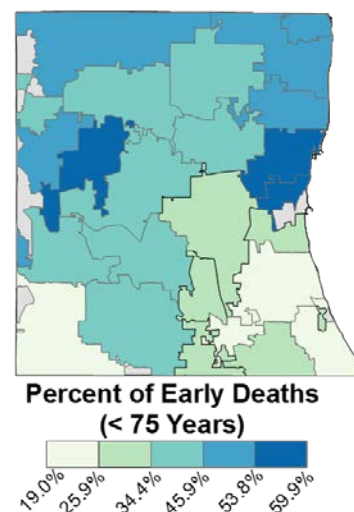 Percent of Early Deaths
(< 75 Years)
19.0% 25.9% 34.4% 45.9% 53.8% 59.9%